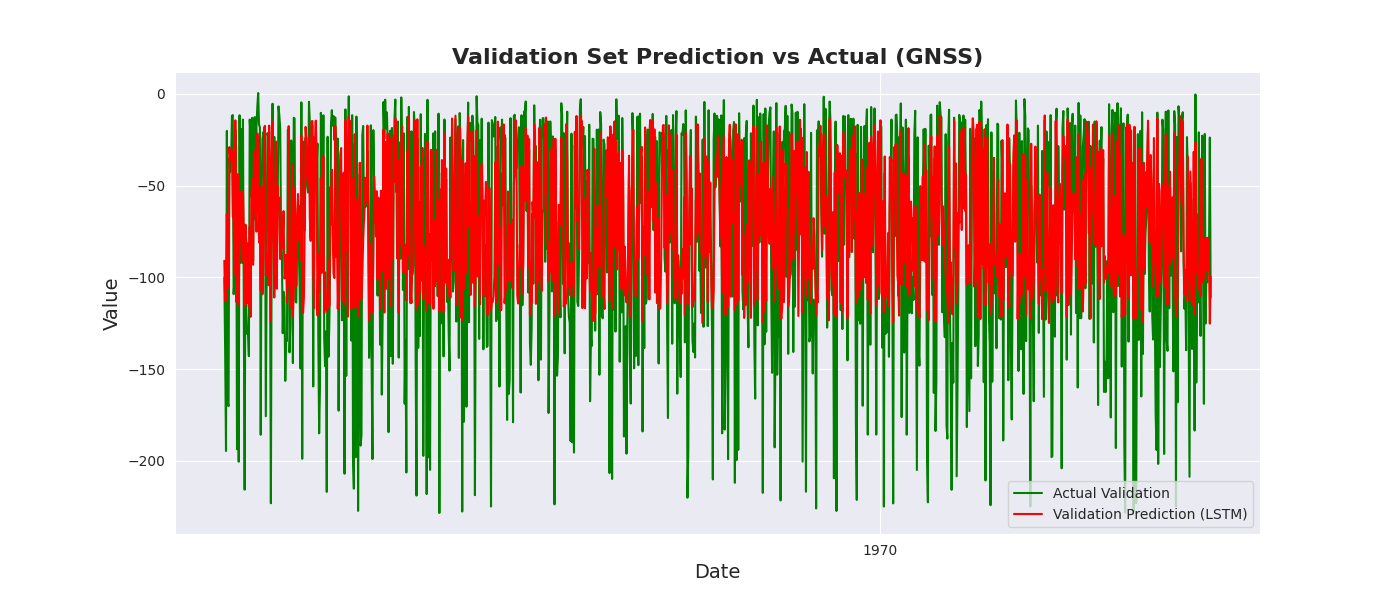 Validation Set Prediction vs Actual (GNSS)
Value
0
−50
−100
−150
−200
Actual Validation
Validation Prediction (LSTM)
1970
Date